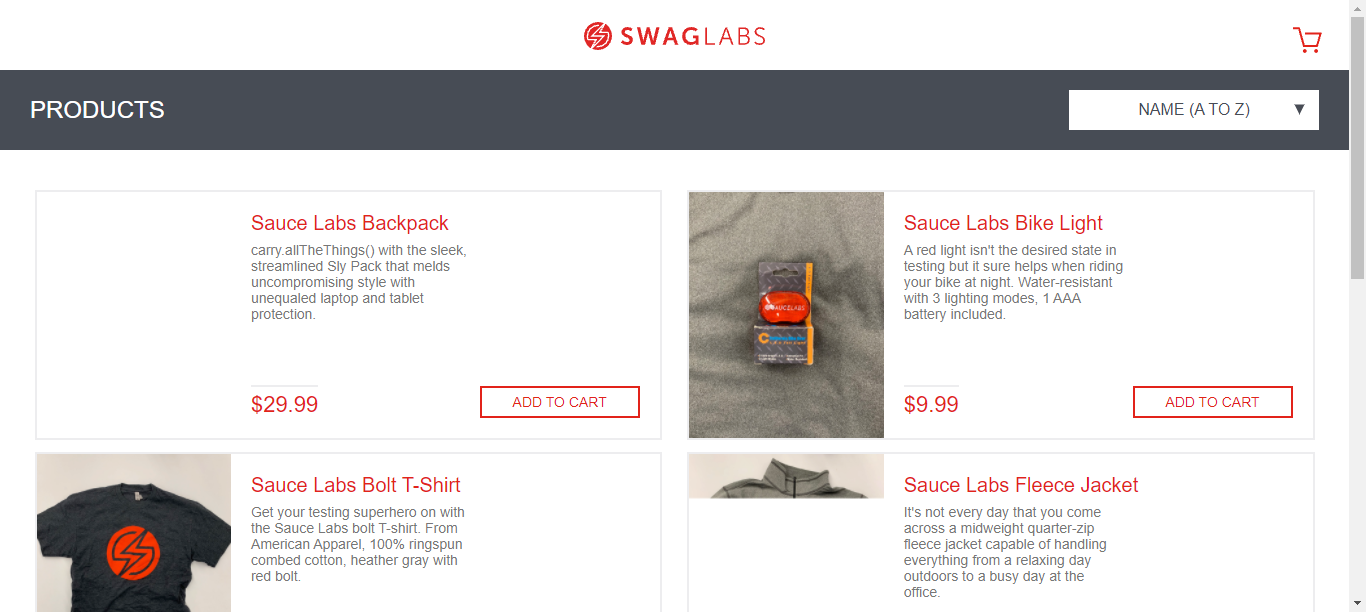 SWAGLABS
PRODUCTS
NAME (A TO Z)
Sauce Labs Backpack
carry.allTheThings() with the sleek,
streamlined Sly Pack that melds
uncompromising style with
unequaled laptop and tablet
protection.
$29.99
ADD TO CART
Sauce Labs Bike Light
A red light isn't the desired state in
testing but it sure helps when riding
your bike at night. Water-resistant
with 3 lighting modes, 1 AAA
battery included.
$9.99
ADD TO CART
Sauce Labs Bolt T-Shirt
Get your testing superhero on with
the Sauce Labs bolt T-shirt. From
American Apparel, 100% ringspun
combed cotton, heather gray with
red bolt.
Sauce Labs Fleece Jacket
It's not every day that you come
across a midweight quarter-zip
fleece jacket capable of handling
everything from a relaxing day
outdoors to a busy day at the
office.